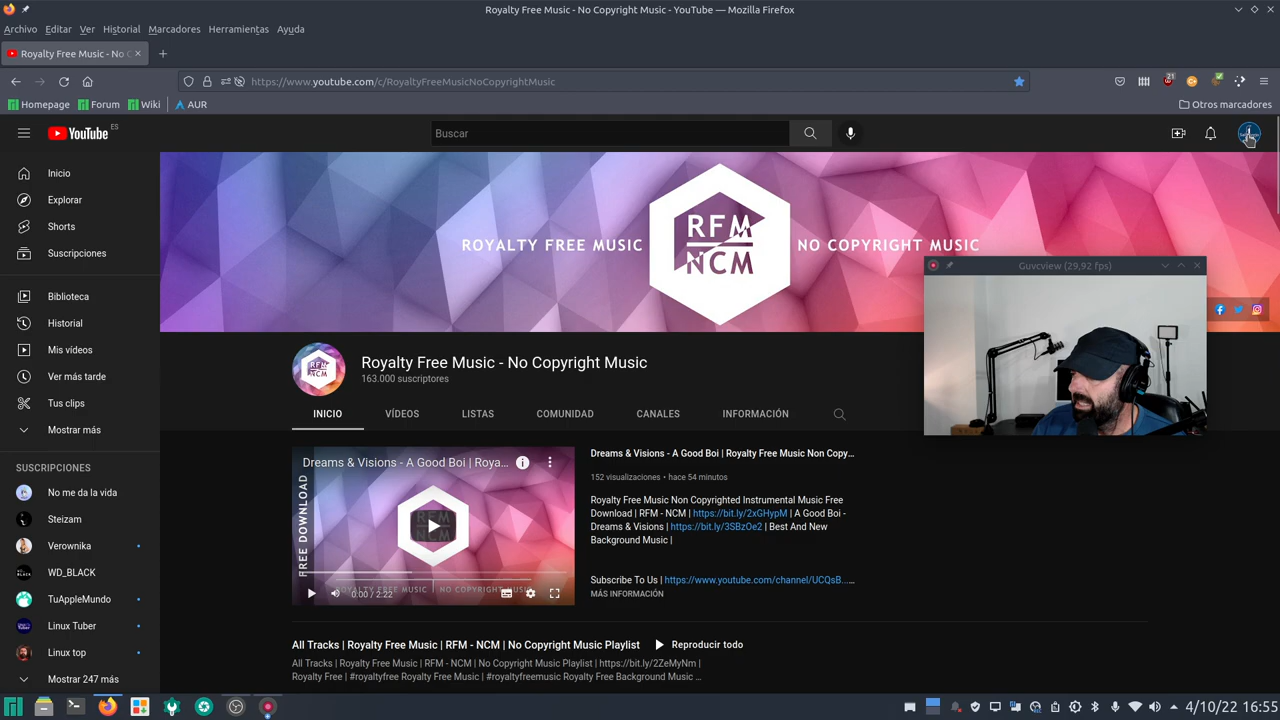 Royalty Free Music - No Copyright Music - YouTube — Mozilla Firefox
Archivo Editar Ver Historial Marcadores Herramientas Ayuda
Royalty Free Music - No C
https://www.youtube.com/c/RoyaltyFreeMusicNoCopyrightMusic
21
Homepage Forum Wiki AUR Otros marcadores
YouTube ES
Buscar
Inicio
Explorar
Shorts
Suscripciones
Biblioteca
Historial
Mis vídeos
Ver más tarde
Tus clips
Mostrar más
SUSCRIPCIONES
No me da la vida
Steizam
Verownika
WD_BLACK
TuAppleMundo
Linux Tuber
Linux top
Mostrar 247 más
ROYALTY FREE MUSIC
RFM
NCM
NO COPYRIGHT MUSIC
Guvcview (29,92 fps)
RFM
NCM
Royalty Free Music - No Copyright Music
163.000 suscriptores
INICIO VÍDEOS LISTAS COMUNIDAD CANALES INFORMACIÓN
Dreams & Visions - A Good Boi | Roya...
FREE DOWNLOAD
ROYALTY FREE MUSIC | NO COPYRIGHT MUSIC
0:00 / 2:22
Dreams & Visions - A Good Boi | Royalty Free Music Non Copy...
152 visualizaciones • hace 54 minutos
Royalty Free Music Non Copyrighted Instrumental Music Free
Download | RFM - NCM | https://bit.ly/2xGHypM | A Good Boi -
Dreams & Visions | https://bit.ly/3SBzOe2 | Best And New
Background Music |
Subscribe To Us | https://www.youtube.com/channel/UCQsB...…
MÁS INFORMACIÓN
All Tracks | Royalty Free Music | RFM - NCM | No Copyright Music Playlist Reproducir todo
All Tracks | Royalty Free Music | RFM - NCM | No Copyright Music Playlist | https://bit.ly/2ZeMyNm |
Royalty Free | #royaltyfree Royalty Free Music | #royaltyfreemusic Royalty Free Background Music ...
4/10/22 16:55